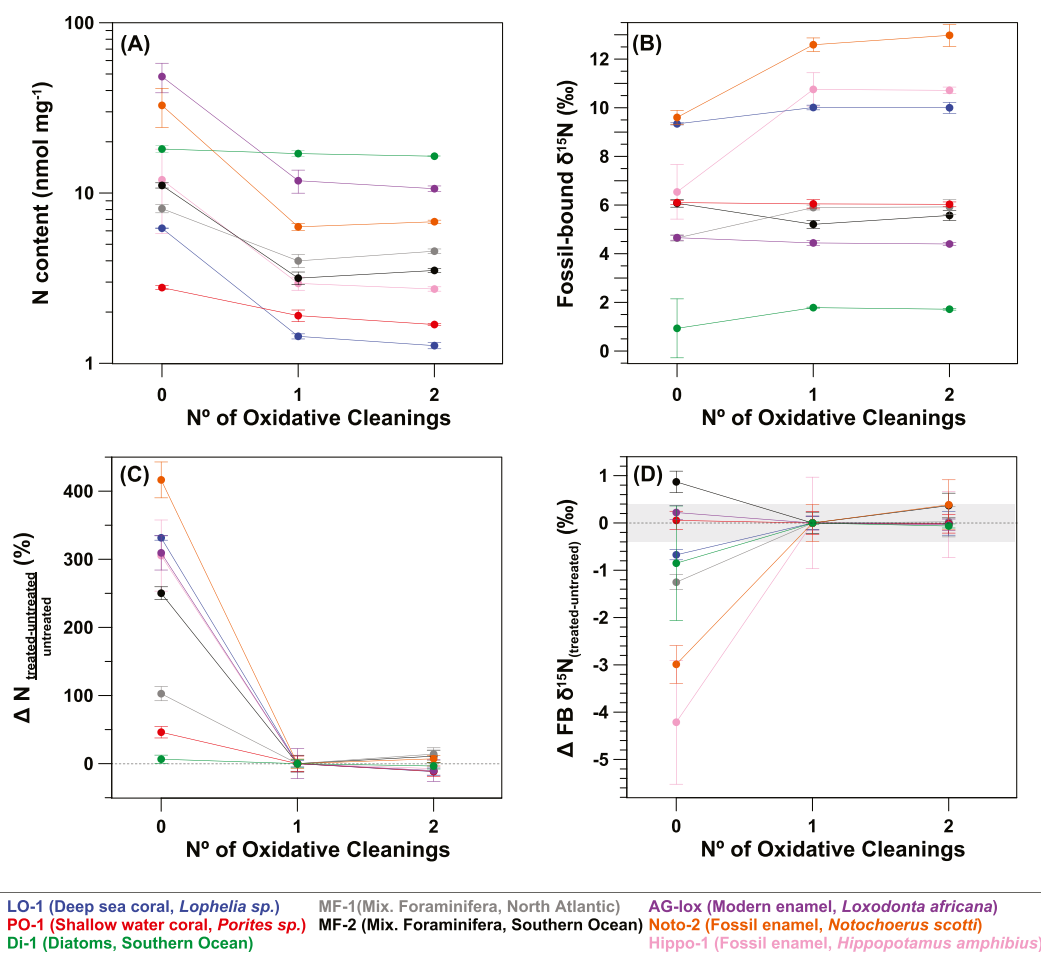 (A)
N content (nmol mg⁻¹)
100
10
1
0 1 2
Nº of Oxidative Cleanings
(B)
Fossil-bound δ¹⁵N (‰)
12
10
8
6
4
2
0
0 1 2
Nº of Oxidative Cleanings
(C)
Δ N treated-untreated (%)
untreated
400
300
200
100
0
0 1 2
Nº of Oxidative Cleanings
(D)
Δ FB δ¹⁵N(treated-untreated) (‰)
1
0
-1
-2
-3
-4
-5
0 1 2
Nº of Oxidative Cleanings
LO-1 (Deep sea coral, Lophelia sp.) MF-1(Mix. Foraminifera, North Atlantic) AG-lox (Modern enamel, Loxodonta africana)
PO-1 (Shallow water coral, Porites sp.) MF-2 (Mix. Foraminifera, Southern Ocean) Noto-2 (Fossil enamel, Notochoerus scotti)
Di-1 (Diatoms, Southern Ocean) Hippo-1 (Fossil enamel, Hippopotamus amphibius)